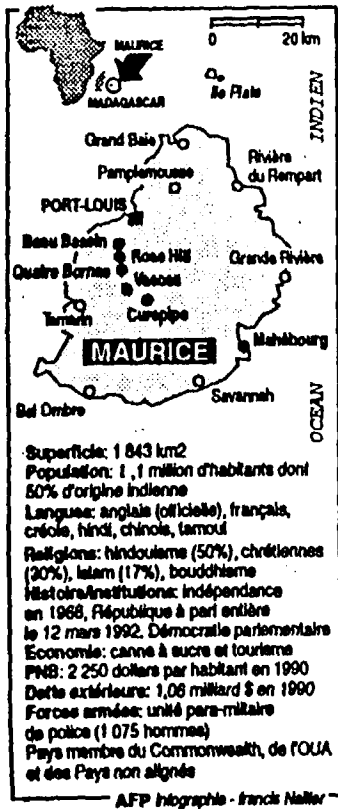 MAURICE
MADAGASCAR
0 20 km
Ile Plate
INDIEN
Grand Baie
Pamplemousse
Rivière
du Rempart
PORT-LOUIS
Beau Bassin
Rose Hill
Quatre Bornes
Vacoas
Grande Rivière
Tamarin
Curepipe
MAURICE
Mahébourg
Bel Ombre
Savannah
OCEAN
Superficie: 1 843 km2
Population: 1,1 million d'habitants dont
50% d'origine indienne
Langues: anglais (officielle), français,
créole, hindi, chinois, tamoul
Religions: hindouisme (50%), chrétiennes
(30%), islam (17%), bouddhisme
Histoire/institutions: indépendance
en 1968, République à part entière
le 12 mars 1992. Démocratie parlementaire
Economie: canne à sucre et tourisme
PNB: 2 250 dollars par habitant en 1990
Dette extérieure: 1,06 milliard $ en 1990
Forces armées: unité para-militaire
de police (1 075 hommes)
Pays membre du Commonwealth, de l'OUA
et des Pays non alignés
AFP infographie - francis Nallier